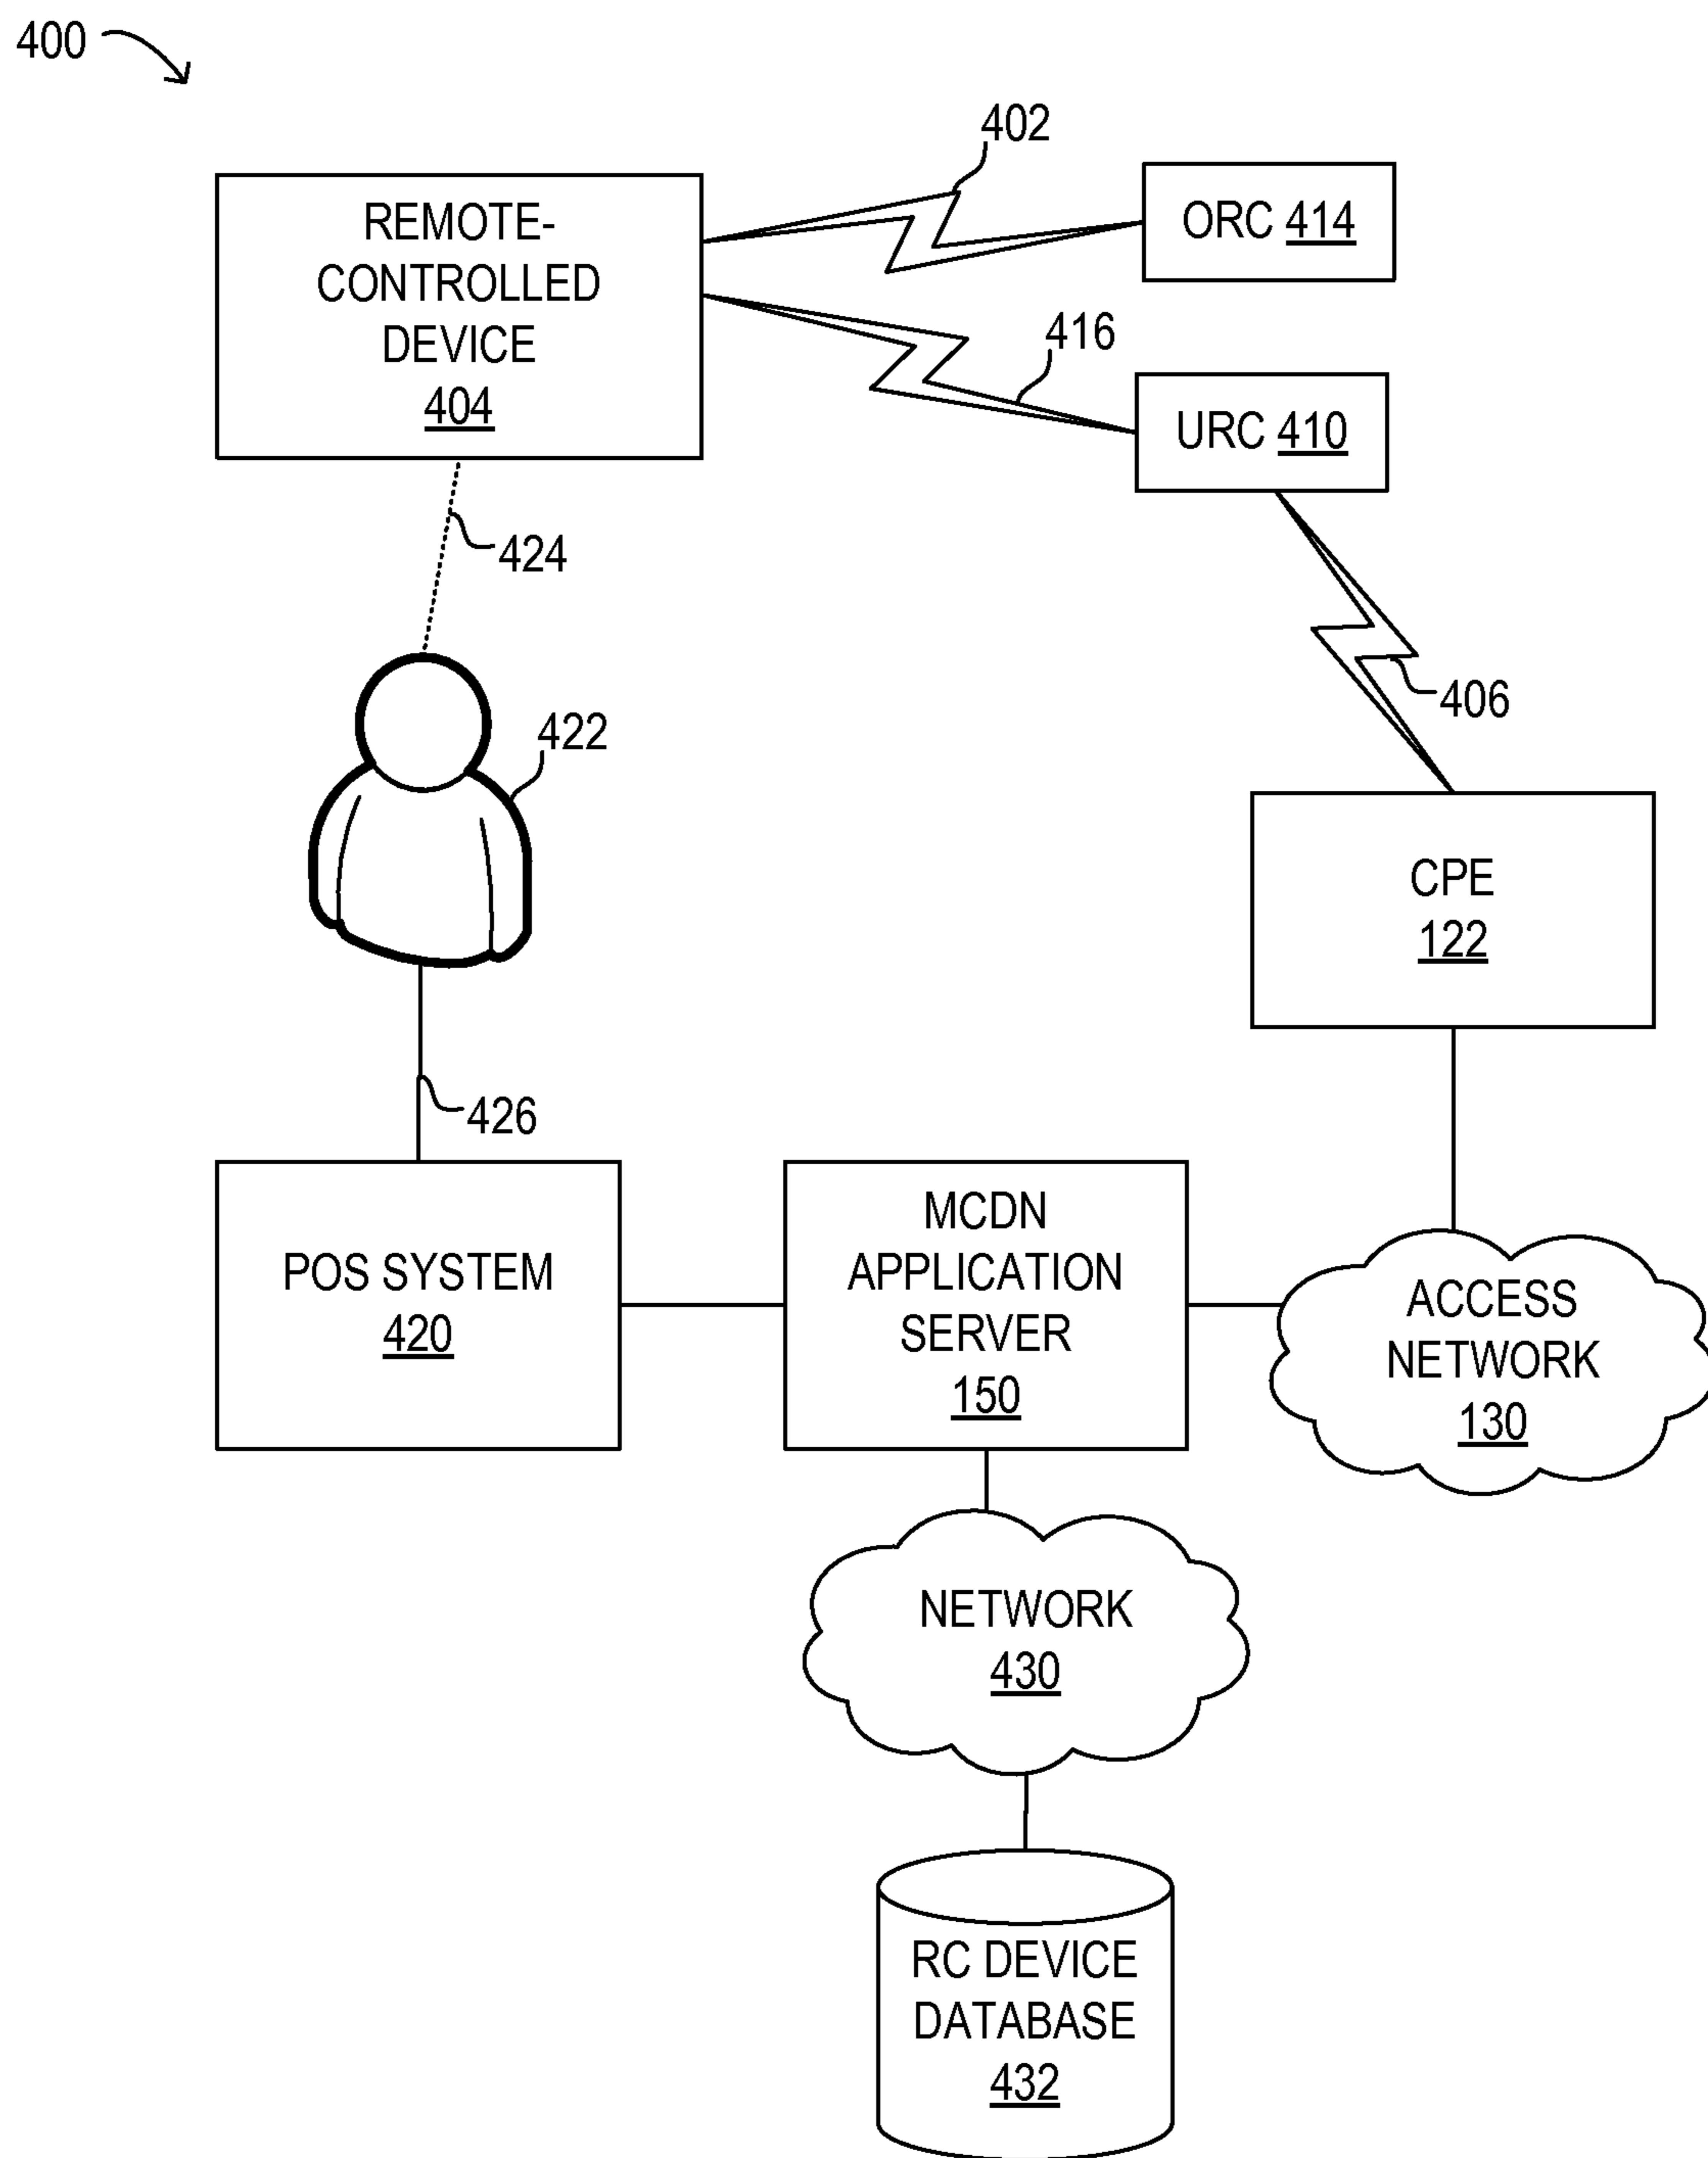 400
402
REMOTE-
CONTROLLED
DEVICE
404
ORC 414
416
URC 410
424
406
422
CPE
122
426
POS SYSTEM
420
MCDN
APPLICATION
SERVER
150
ACCESS
NETWORK
130
NETWORK
430
RC DEVICE
DATABASE
432